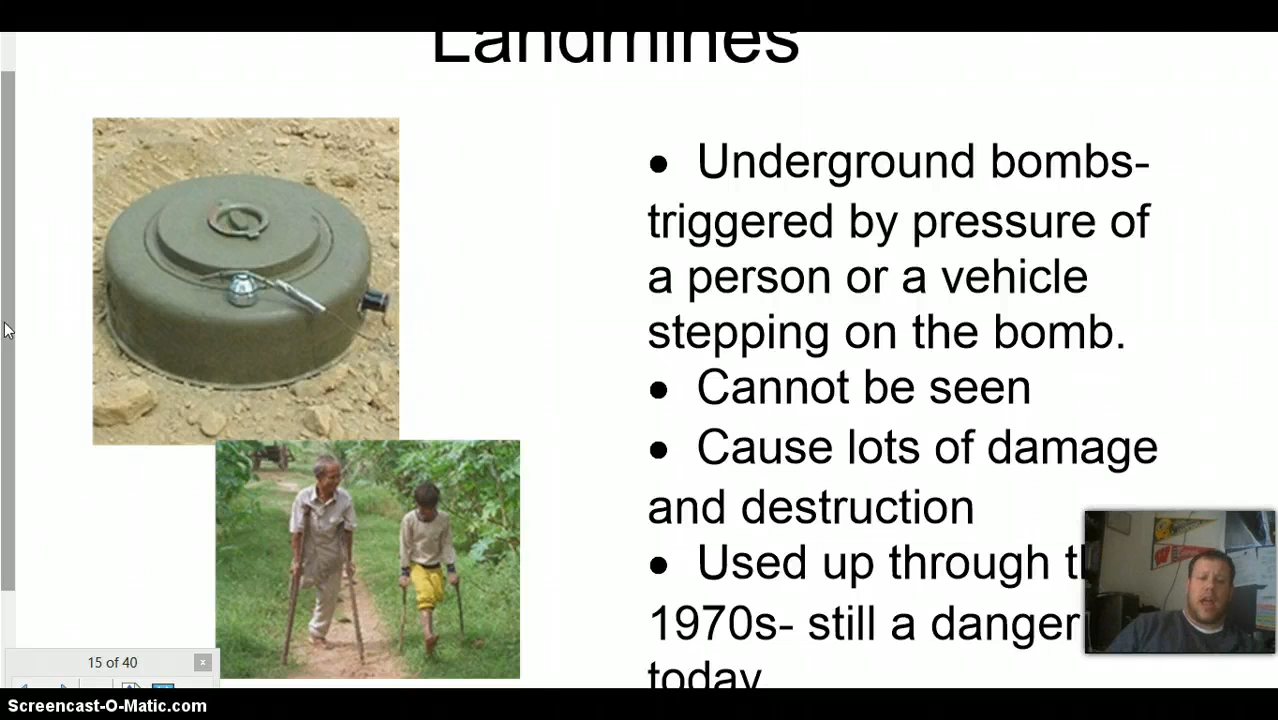 Landmines
• Underground bombs-
triggered by pressure of
a person or a vehicle
stepping on the bomb.
• Cannot be seen
• Cause lots of damage
and destruction
• Used up through
1970s- still a danger
today
15 of 40
Screencast-O-Matic.com